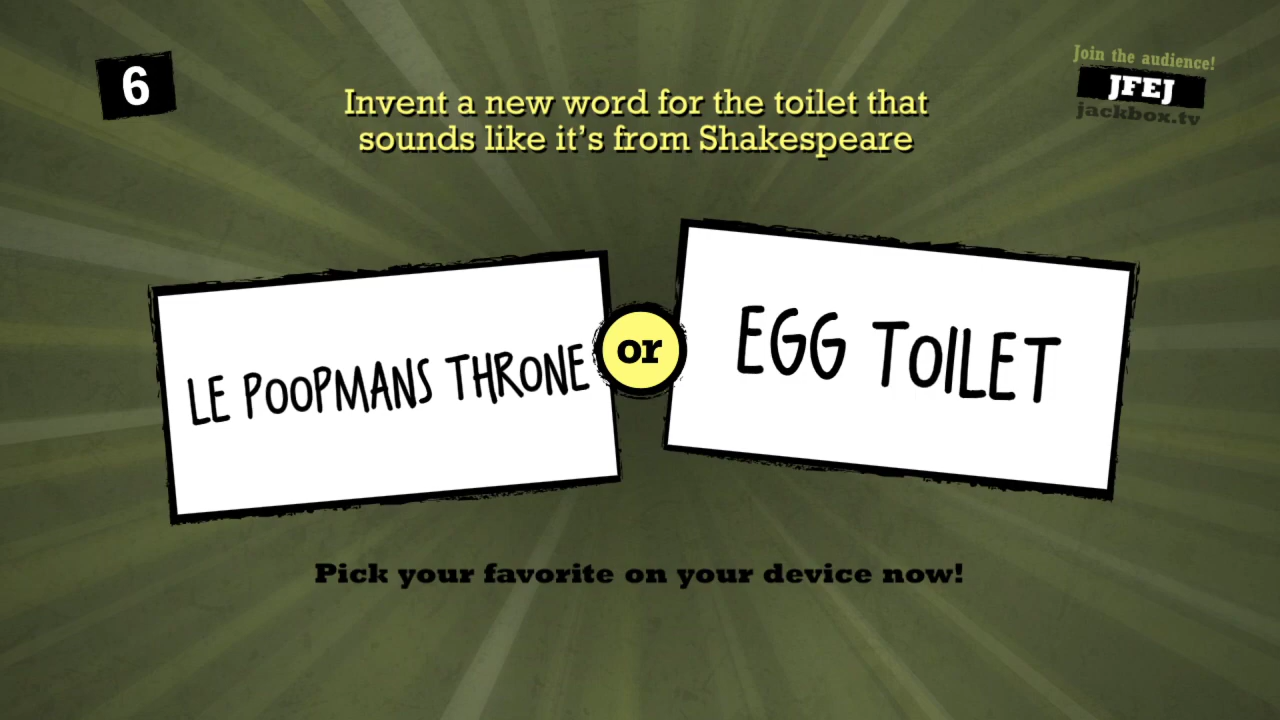 6
Join the audience!
JFEJ
jackbox.tv
Invent a new word for the toilet that
sounds like it's from Shakespeare
LE POOPMANS THRONE
or
EGG TOILET
Pick your favorite on your device now!